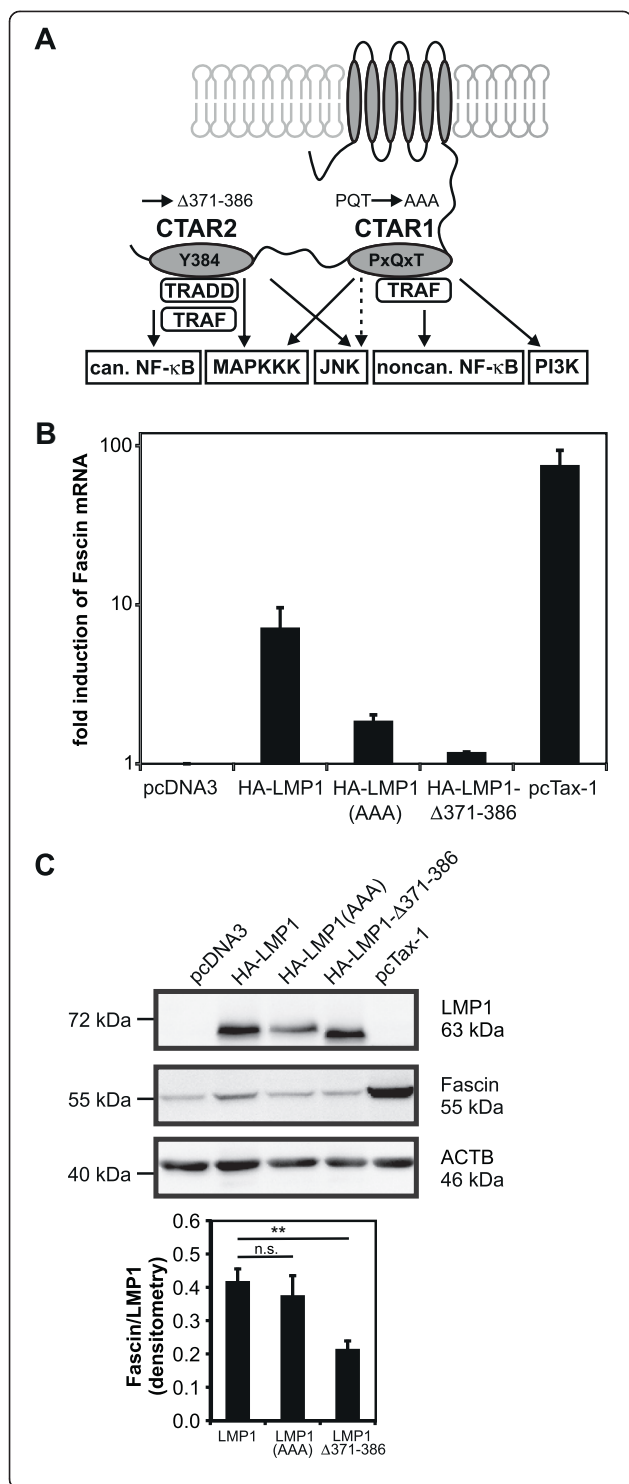 A
→ Δ371-386
PQT→AAA
CTAR2
CTAR1
Y384
PxQxT
TRADD
TRAF
TRAF
can. NF-κB
MAPKKK
JNK
noncan. NF-κB
PI3K
B
fold induction of Fascin mRNA
100
10
1
pcDNA3
HA-LMP1
HA-LMP1
(AAA)
HA-LMP1-
Δ371-386
pcTax-1
C
pcDNA3
HA-LMP1
HA-LMP1(AAA)
HA-LMP1-Δ371-386
pcTax-1
72 kDa
LMP1
63 kDa
55 kDa
Fascin
55 kDa
40 kDa
ACTB
46 kDa
Fascin/LMP1
(densitometry)
0.6
0.5
0.4
0.3
0.2
0.1
0.0
**
n.s.
LMP1
LMP1
(AAA)
LMP1
Δ371-386